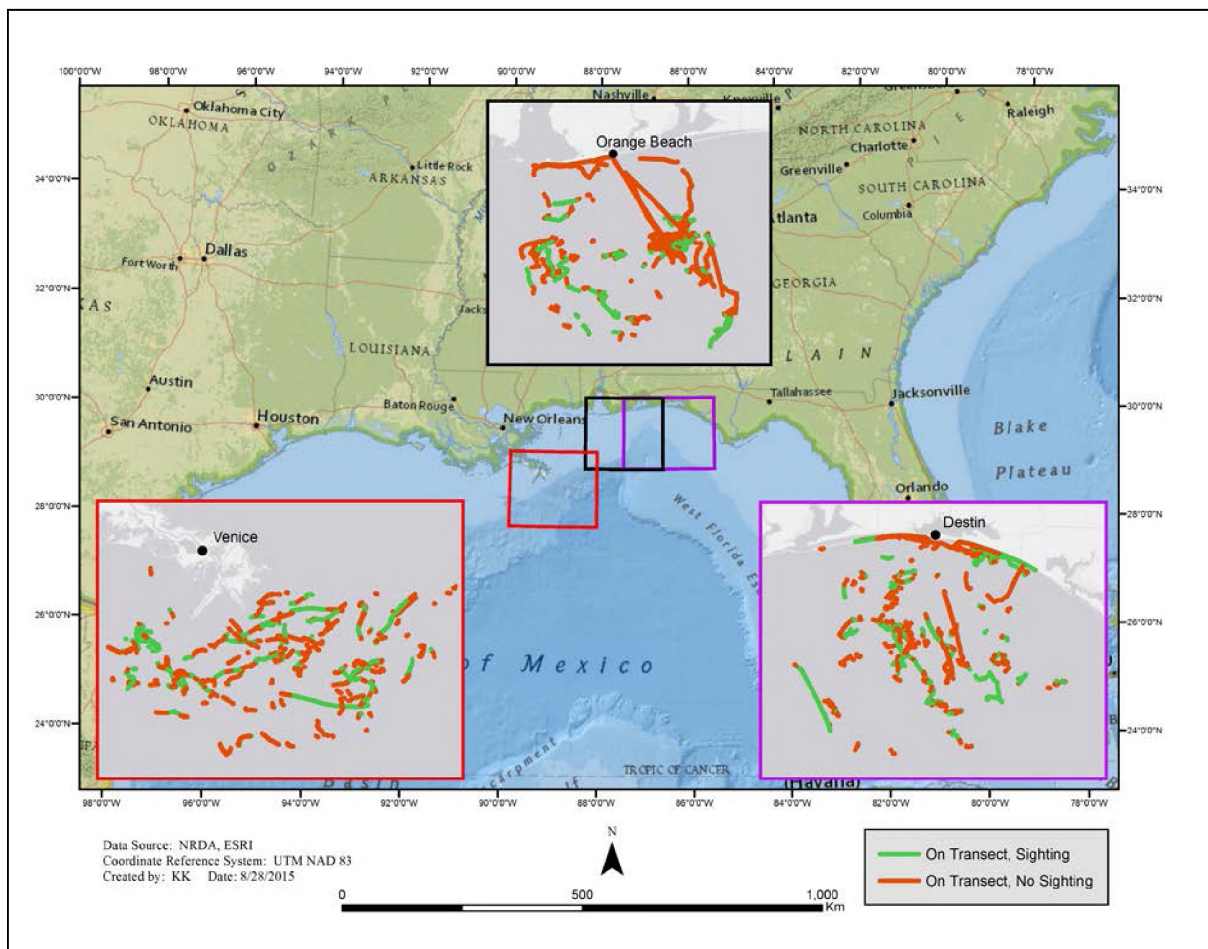 100°0'0"W 98°0'0"W 96°0'0"W 94°0'0"W 92°0'0"W 90°0'0"W 88°0'0"W 86°0'0"W 84°0'0"W 82°0'0"W 80°0'0"W 78°0'0"W
Nashville
Knoxville
Raleigh
Oklahoma City
OKLAHOMA
OZARK
Little Rock
ARKANSAS
Orange Beach
NORTH CAROLINA
Charlotte
Greenville
SOUTH CAROLINA
Columbia
34°0'0"N
34°0'0"N
Atlanta
Dallas
Fort Worth
GEORGIA
32°0'0"N
32°0'0"N
LOUISIANA
LAIN
Austin
Tallahassee
Jacksonville
Baton Rouge
30°0'0"N
30°0'0"N
New Orleans
Houston
San Antonio
Blake
Plateau
Orlando
28°0'0"N
28°0'0"N
West Florida
Venice
Destin
26°0'0"N
26°0'0"N
of Mexico
24°0'0"N
24°0'0"N
TROPIC OF CANCER
(Havana)
98°0'0"W 96°0'0"W 94°0'0"W 92°0'0"W 90°0'0"W 88°0'0"W 86°0'0"W 84°0'0"W 82°0'0"W 80°0'0"W 78°0'0"W
N
Data Source: NRDA, ESRI
Coordinate Reference System: UTM NAD 83
Created by: KK Date: 8/28/2015
0 500 1,000
Km
On Transect, Sighting
On Transect, No Sighting